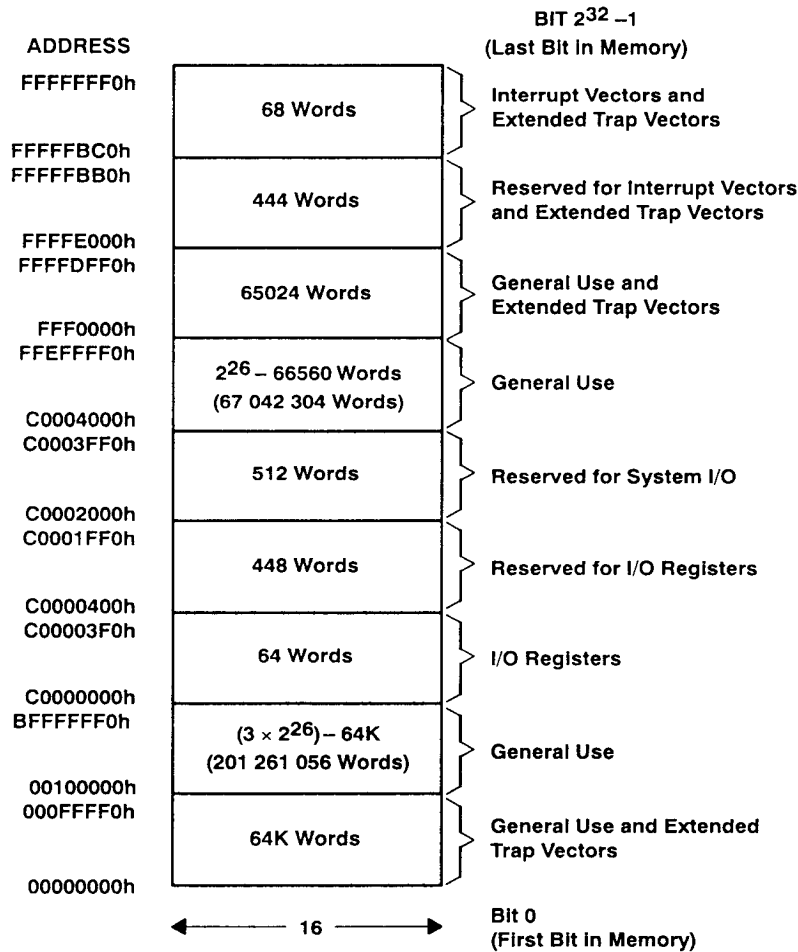 BIT 2³² –1
(Last Bit in Memory)
ADDRESS
FFFFFFF0h
68 Words
Interrupt Vectors and
Extended Trap Vectors
FFFFFBC0h
FFFFFBB0h
444 Words
Reserved for Interrupt Vectors
and Extended Trap Vectors
FFFFE000h
FFFFDFF0h
65024 Words
General Use and
Extended Trap Vectors
FFF0000h
FFEFFFF0h
2²⁶ – 66560 Words
(67 042 304 Words)
General Use
C0004000h
C0003FF0h
512 Words
Reserved for System I/O
C0002000h
C0001FF0h
448 Words
Reserved for I/O Registers
C0000400h
C00003F0h
64 Words
I/O Registers
C0000000h
BFFFFFF0h
(3 × 2²⁶) – 64K
(201 261 056 Words)
General Use
00100000h
000FFFF0h
64K Words
General Use and Extended
Trap Vectors
00000000h
16
Bit 0
(First Bit in Memory)